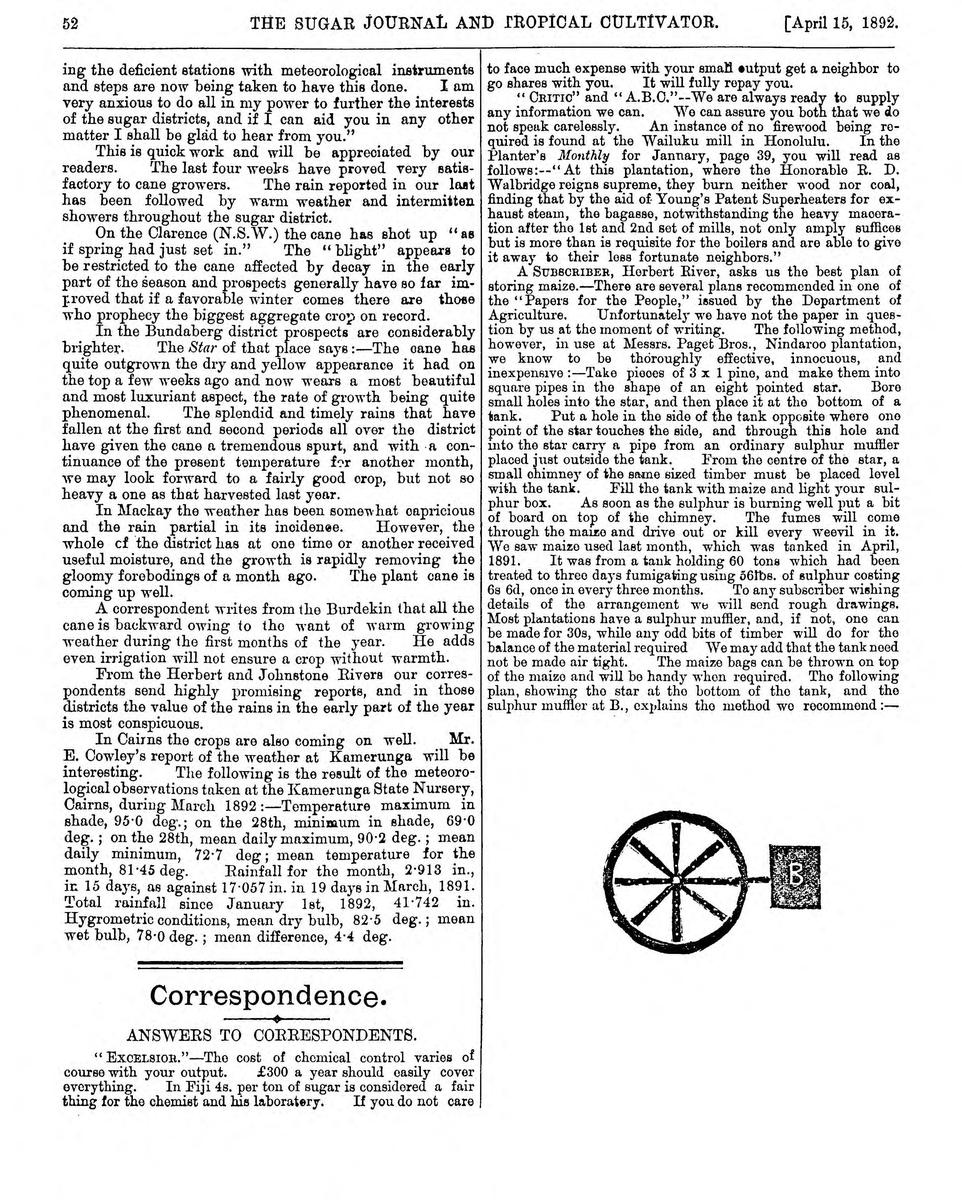 52 THE SUGAR JOURNAL AND TROPICAL CULTIVATOR. [April 15, 1892.
ing the deficient stations with meteorological instruments
and steps are now being taken to have this done. I am
very anxious to do all in my power to further the interests
of the sugar districts, and if I can aid you in any other
matter I shall be glad to hear from you."
This is quick work and will be appreciated by our
readers. The last four weeks have proved very satis-
factory to cane growers. The rain reported in our last
has been followed by warm weather and intermitten
showers throughout the sugar district.
On the Clarence (N.S.W.) the cane has shot up "as
if spring had just set in." The "blight" appears to
be restricted to the cane affected by decay in the early
part of the season and prospects generally have so far im-
proved that if a favorable winter comes there are those
who prophecy the biggest aggregate crop on record.
In the Bundaberg district prospects are considerably
brighter. The Star of that place says:—The cane has
quite outgrown the dry and yellow appearance it had on
the top a few weeks ago and now wears a most beautiful
and most luxuriant aspect, the rate of growth being quite
phenomenal. The splendid and timely rains that have
fallen at the first and second periods all over the district
have given the cane a tremendous spurt, and with a con-
tinuance of the present temperature for another month,
we may look forward to a fairly good crop, but not so
heavy a one as that harvested last year.
In Mackay the weather has been somewhat capricious
and the rain partial in its incidence. However, the
whole of the district has at one time or another received
useful moisture, and the growth is rapidly removing the
gloomy forebodings of a month ago. The plant cane is
coming up well.
A correspondent writes from the Burdekin that all the
cane is backward owing to the want of warm growing
weather during the first months of the year. He adds
even irrigation will not ensure a crop without warmth.
From the Herbert and Johnstone Rivers our corres-
pondents send highly promising reports, and in those
districts the value of the rains in the early part of the year
is most conspicuous.
In Cairns the crops are also coming on well. Mr.
E. Cowley's report of the weather at Kamerunga will be
interesting. The following is the result of the meteoro-
logical observations taken at the Kamerunga State Nursery,
Cairns, during March 1892:—Temperature maximum in
shade, 95·0 deg.; on the 28th, minimum in shade, 69·0
deg.; on the 28th, mean daily maximum, 90·2 deg.; mean
daily minimum, 72·7 deg; mean temperature for the
month, 81·45 deg. Rainfall for the month, 2·913 in.,
in 15 days, as against 17·057 in. in 19 days in March, 1891.
Total rainfall since January 1st, 1892, 41·742 in.
Hygrometric conditions, mean dry bulb, 82·5 deg.; mean
wet bulb, 78·0 deg.; mean difference, 4·4 deg.
Correspondence.
ANSWERS TO CORRESPONDENTS.
"EXCELSIOR."—The cost of chemical control varies of
course with your output. £300 a year should easily cover
everything. In Fiji 4s. per ton of sugar is considered a fair
thing for the chemist and his laboratery. If you do not care
to face much expense with your small output get a neighbor to
go shares with you. It will fully repay you.
"CRITIC" and "A.B.C."--We are always ready to supply
any information we can. We can assure you both that we do
not speak carelessly. An instance of no firewood being re-
quired is found at the Wailuku mill in Honolulu. In the
Planter's Monthly for January, page 39, you will read as
follows:--"At this plantation, where the Honorable R. D.
Walbridge reigns supreme, they burn neither wood nor coal,
finding that by the aid of Young's Patent Superheaters for ex-
haust steam, the bagasse, notwithstanding the heavy macera-
tion after the 1st and 2nd set of mills, not only amply suffices
but is more than is requisite for the boilers and are able to give
it away to their less fortunate neighbors."
A SUBSCRIBER, Herbert River, asks us the best plan of
storing maize.—There are several plans recommended in one of
the "Papers for the People," issued by the Department of
Agriculture. Unfortunately we have not the paper in ques-
tion by us at the moment of writing. The following method,
however, in use at Messrs. Paget Bros., Nindaroo plantation,
we know to be thoroughly effective, innocuous, and
inexpensive:—Take pieces of 3 x 1 pine, and make them into
square pipes in the shape of an eight pointed star. Bore
small holes into the star, and then place it at the bottom of a
tank. Put a hole in the side of the tank opposite where one
point of the star touches the side, and through this hole and
into the star carry a pipe from an ordinary sulphur muffler
placed just outside the tank. From the centre of the star, a
small chimney of the same sized timber must be placed level
with the tank. Fill the tank with maize and light your sul-
phur box. As soon as the sulphur is burning well put a bit
of board on top of the chimney. The fumes will come
through the maize and drive out or kill every weevil in it.
We saw maize used last month, which was tanked in April,
1891. It was from a tank holding 60 tons which had been
treated to three days fumigating using 56lbs. of sulphur costing
6s 6d, once in every three months. To any subscriber wishing
details of the arrangement we will send rough drawings.
Most plantations have a sulphur muffler, and, if not, one can
be made for 30s, while any odd bits of timber will do for the
balance of the material required We may add that the tank need
not be made air tight. The maize bags can be thrown on top
of the maize and will be handy when required. The following
plan, showing the star at the bottom of the tank, and the
sulphur muffler at B., explains the method we recommend:—
B